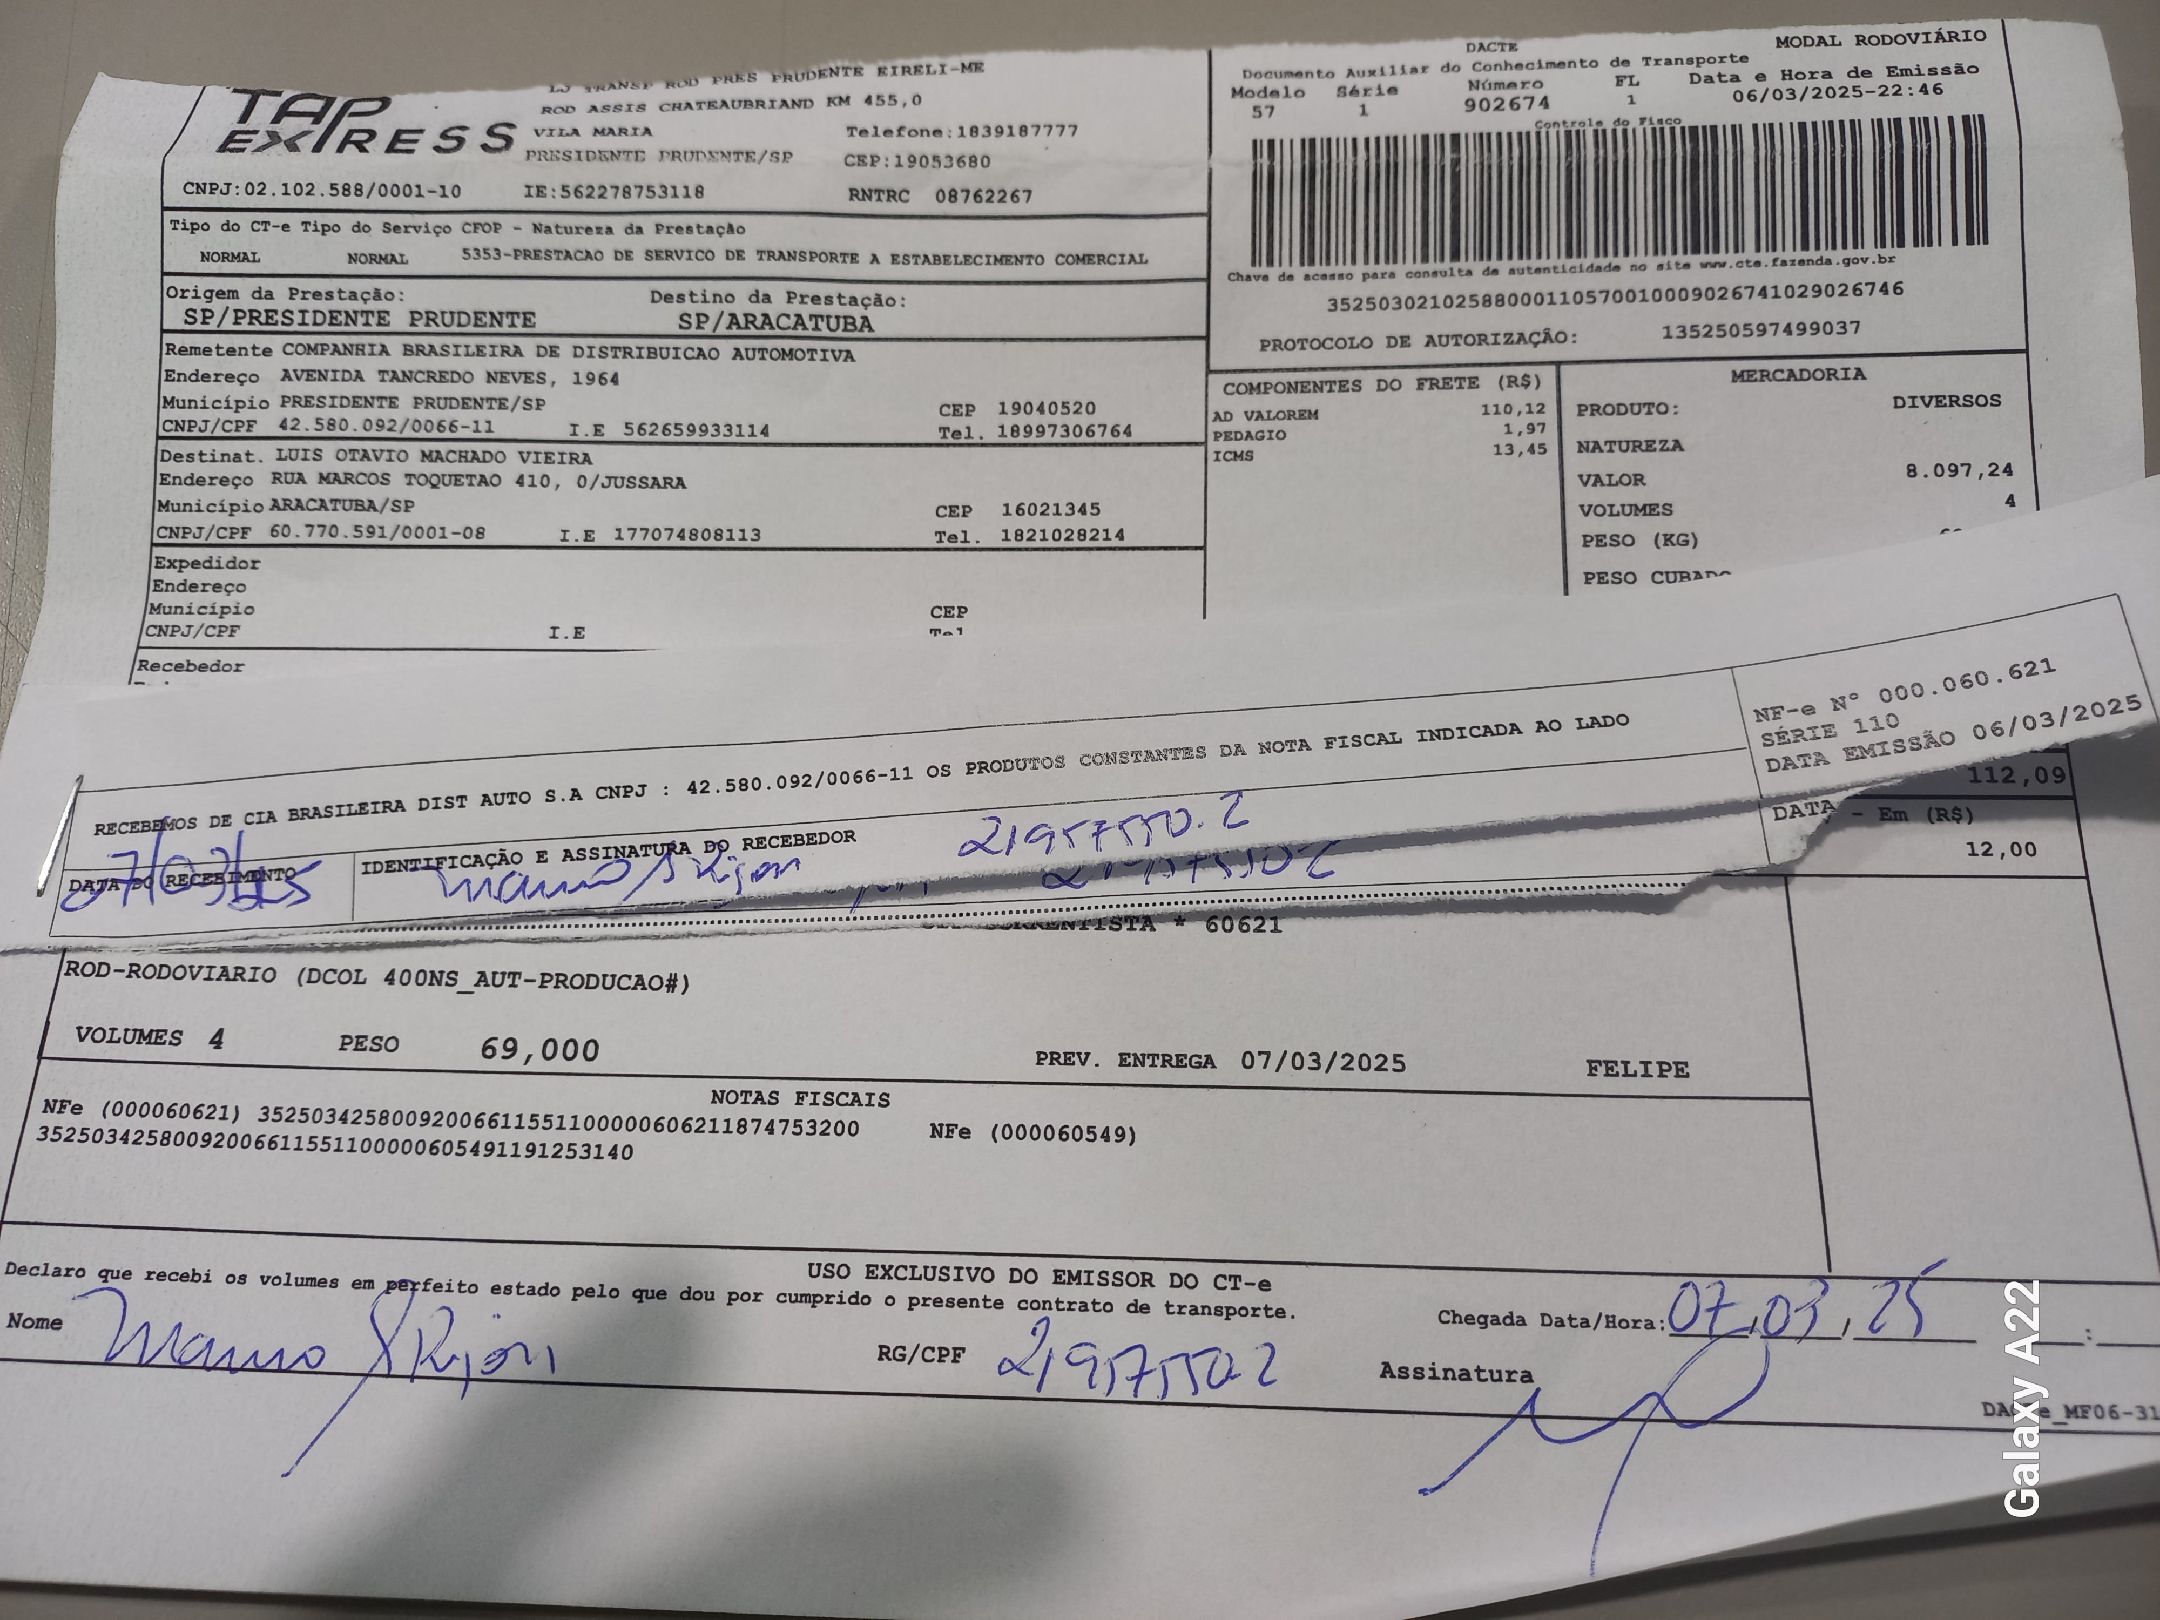 TAP EXPRESS
LJ TRANSP ROD PRES PRUDENTE EIRELI-ME
ROD ASSIS CHATEAUBRIAND KM 455,0
VILA MARIA Telefone:1839187777
PRESIDENTE PRUDENTE/SP CEP:19053680
CNPJ:02.102.588/0001-10 IE:562278753118 RNTRC 08762267
DACTE MODAL RODOVIÁRIO
Documento Auxiliar do Conhecimento de Transporte
Modelo Série Número FL Data e Hora de Emissão
57 1 902674 1 06/03/2025-22:46
Controle do Fisco
Chave de acesso para consulta de autenticidade no site www.cte.fazenda.gov.br
35250302102588000110570010009026741029026746
PROTOCOLO DE AUTORIZAÇÃO: 135250597499037
Tipo do CT-e Tipo do Serviço CFOP - Natureza da Prestação
NORMAL NORMAL 5353-PRESTACAO DE SERVICO DE TRANSPORTE A ESTABELECIMENTO COMERCIAL
Origem da Prestação: Destino da Prestação:
SP/PRESIDENTE PRUDENTE SP/ARACATUBA
Remetente COMPANHIA BRASILEIRA DE DISTRIBUICAO AUTOMOTIVA
Endereço AVENIDA TANCREDO NEVES, 1964
Município PRESIDENTE PRUDENTE/SP CEP 19040520
CNPJ/CPF 42.580.092/0066-11 I.E 562659933114 Tel. 18997306764
Destinat. LUIS OTAVIO MACHADO VIEIRA
Endereço RUA MARCOS TOQUETAO 410, 0/JUSSARA
Município ARACATUBA/SP CEP 16021345
CNPJ/CPF 60.770.591/0001-08 I.E 177074808113 Tel. 1821028214
Expedidor
Endereço
Município CEP
CNPJ/CPF I.E Tel
Recebedor
COMPONENTES DO FRETE (R$)
AD VALOREM 110,12
PEDAGIO 1,97
ICMS 13,45
MERCADORIA
PRODUTO: DIVERSOS
NATUREZA
VALOR 8.097,24
VOLUMES 4
PESO (KG)
PESO CUBADO
NF-e Nº 000.060.621
SÉRIE 110
DATA EMISSÃO 06/03/2025
RECEBEMOS DE CIA BRASILEIRA DIST AUTO S.A CNPJ : 42.580.092/0066-11 OS PRODUTOS CONSTANTES DA NOTA FISCAL INDICADA AO LADO
DATA DO RECEBIMENTO IDENTIFICAÇÃO E ASSINATURA DO RECEBEDOR DATA
07/03/25 21957550.2
112,09
- Em (R$)
12,00
* 60621
ROD-RODOVIARIO (DCOL 400NS_AUT-PRODUCAO#)
VOLUMES 4 PESO 69,000 PREV. ENTREGA 07/03/2025 FELIPE
NOTAS FISCAIS
NFe (000060621) 35250342580092006611551100000606211874753200 NFe (000060549)
35250342580092006611551100000605491191253140
USO EXCLUSIVO DO EMISSOR DO CT-e
Declaro que recebi os volumes em perfeito estado pelo que dou por cumprido o presente contrato de transporte.
Nome RG/CPF 21957550-2 Chegada Data/Hora: 07,03,25 :
Assinatura
Galaxy A22